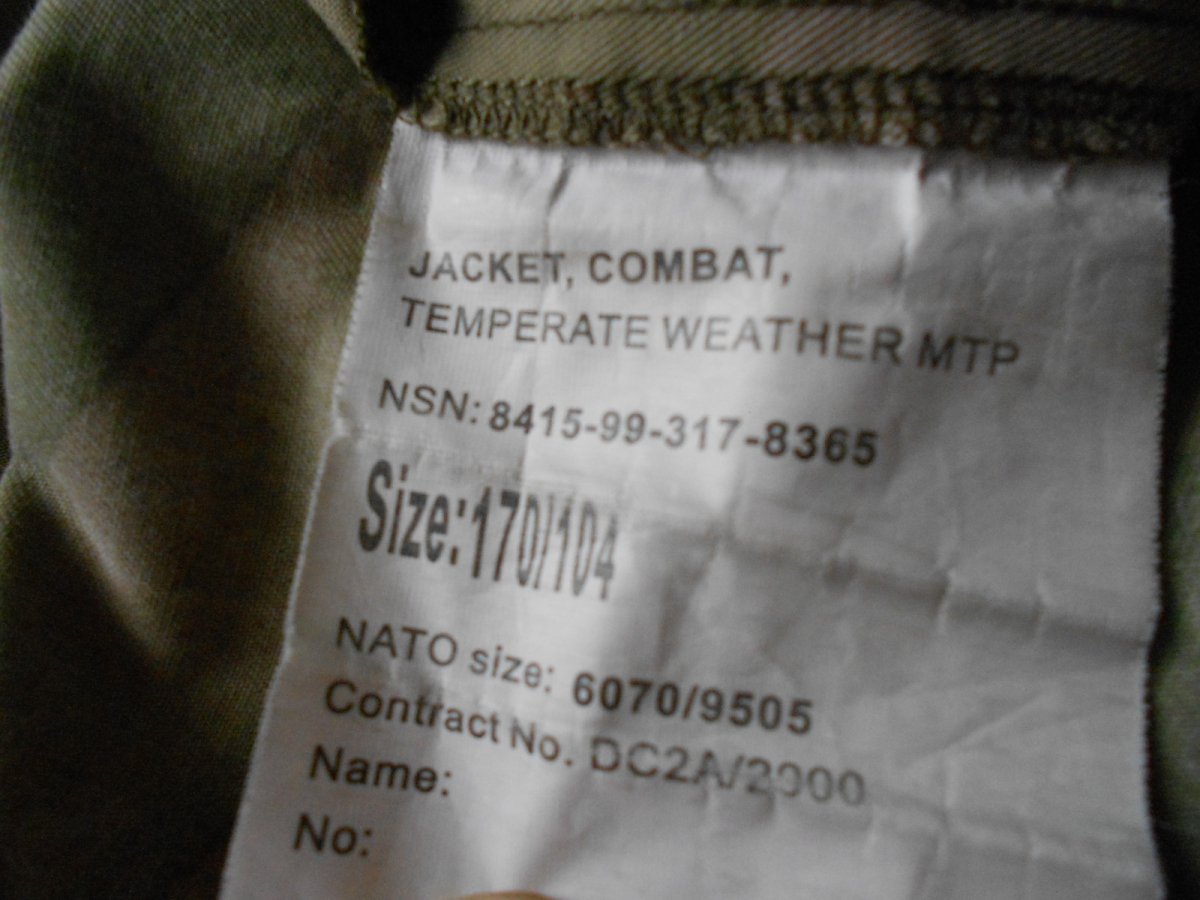 JACKET, COMBAT,
TEMPERATE WEATHER MTP
NSN: 8415-99-317-8365
Size:170/104
NATO size: 6070/9505
Contract No. DC2A/2000
Name:
No: